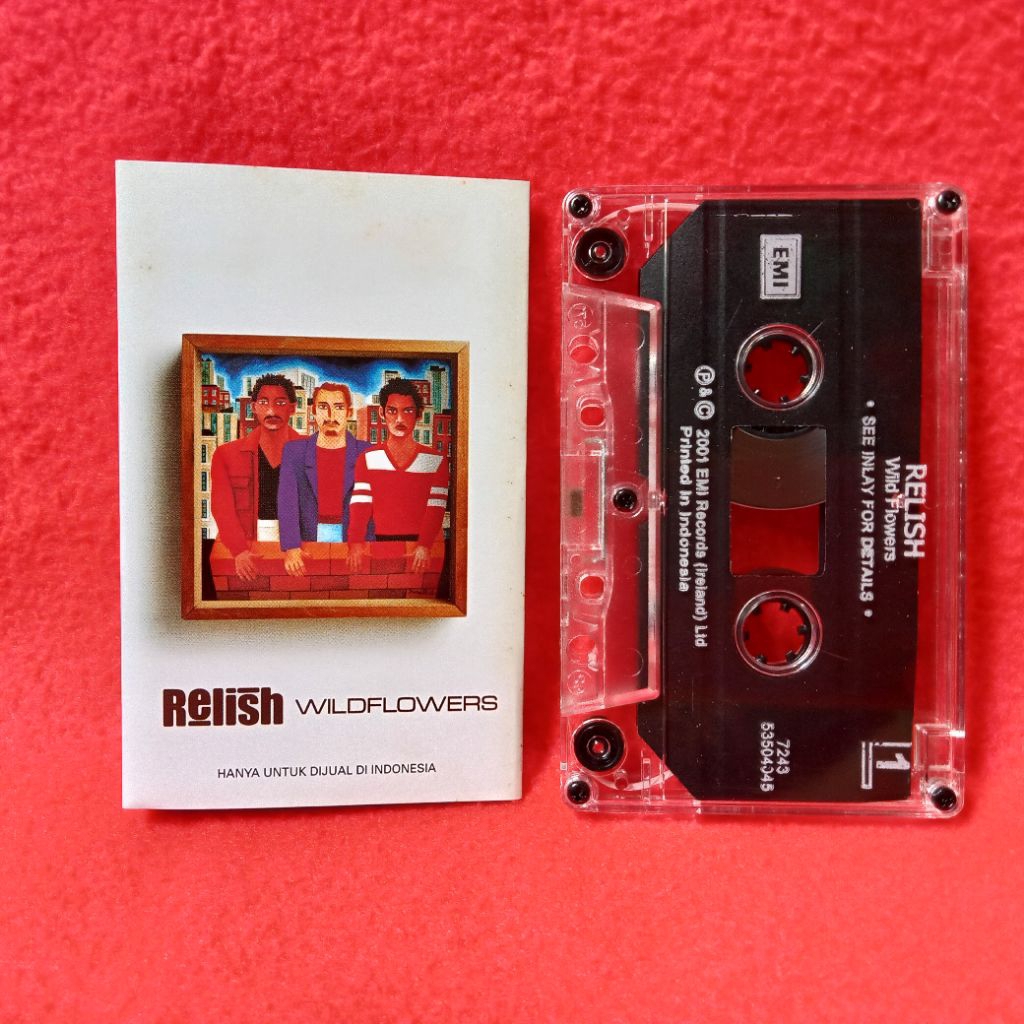 Relish WILDFLOWERS
HANYA UNTUK DIJUAL DI INDONESIA
EMI
RELISH
Wild Flowers
• SEE INLAY FOR DETAILS •
℗ & © 2001 EMI Records (Ireland) Ltd
Printed in Indonesia
7243
53504345
1